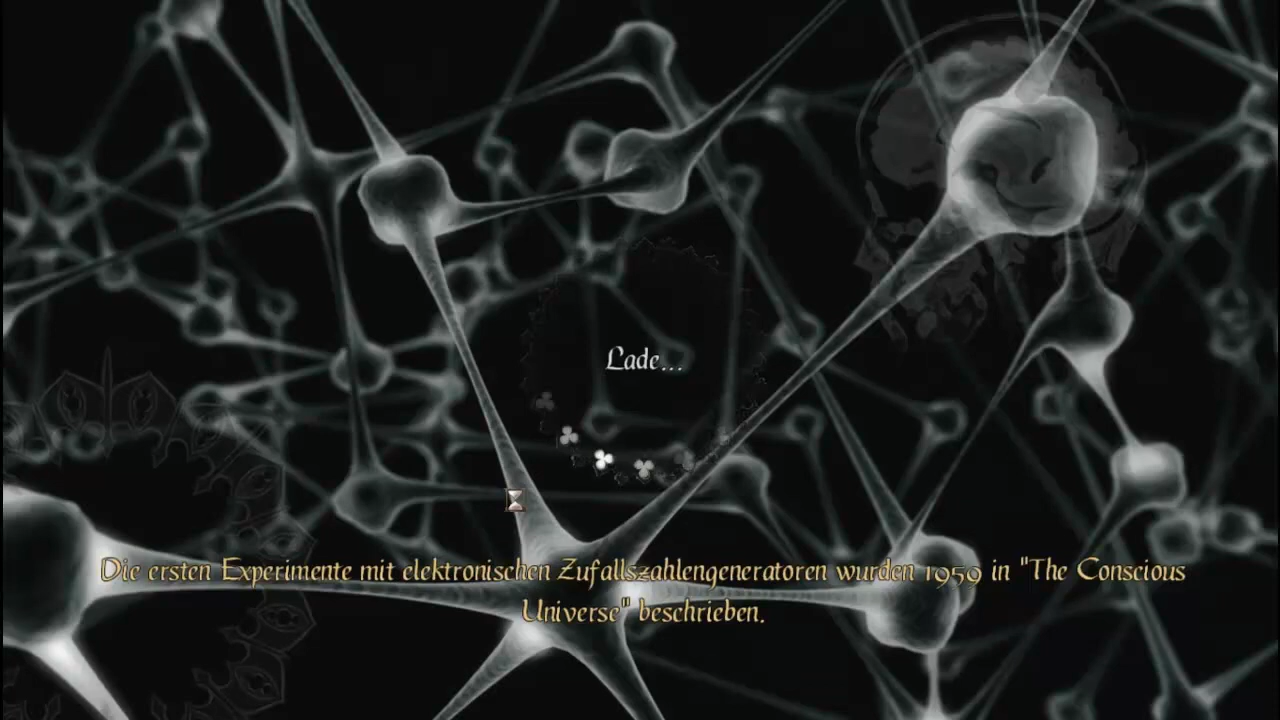 Lade...
Die ersten Experimente mit elektronischen Zufallszahlengeneratoren wurden 1959 in "The Conscious
Universe" beschrieben.